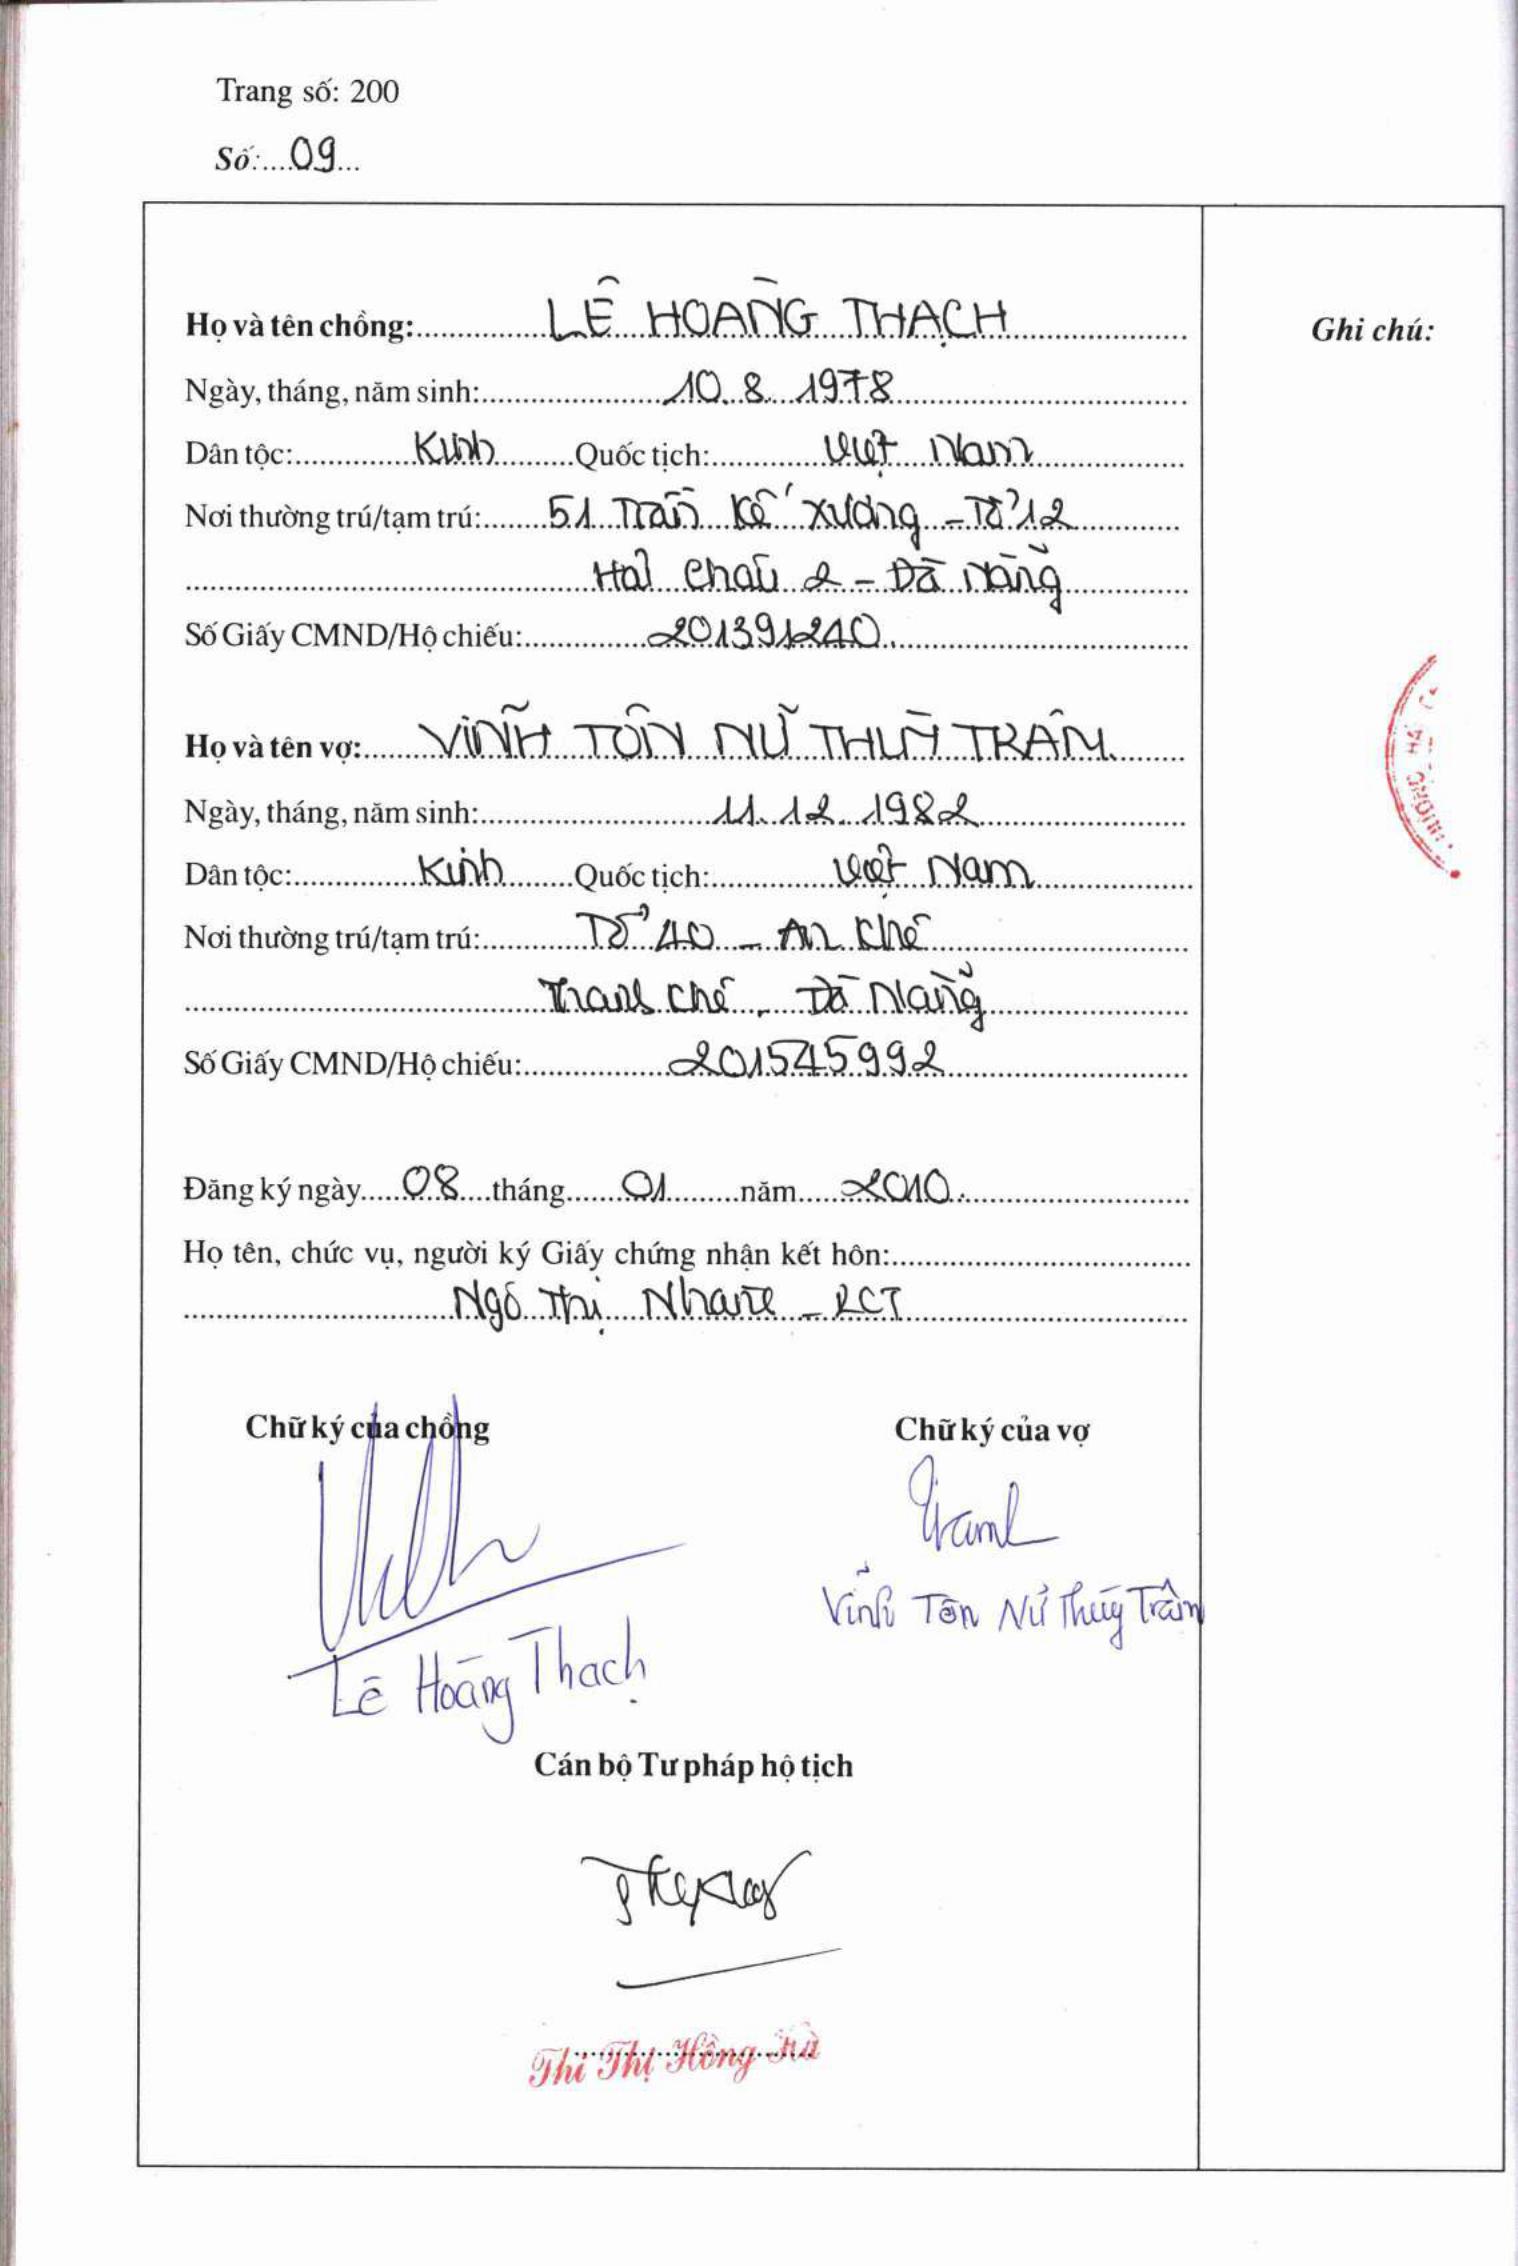 Trang số: 200
Số: 09
Họ và tên chồng: LÊ HOÀNG THẠCH
Ghi chú:
Ngày, tháng, năm sinh: 10.8.1978
Dân tộc: Kinh Quốc tịch: Việt Nam
Nơi thường trú/tạm trú: 51 Trần Kế Xương - Tổ 12
Hải Châu 2 - Đà Nẵng
Số Giấy CMND/Hộ chiếu: 201391240
Họ và tên vợ: VĨNH TÔN NỮ THUỲ TRÂM
Ngày, tháng, năm sinh: 11.12.1982
Dân tộc: Kinh Quốc tịch: Việt Nam
Nơi thường trú/tạm trú: Tổ 40 - An Khê
Thanh Khê, Đà Nẵng
Số Giấy CMND/Hộ chiếu: 201545992
Đăng ký ngày 08 tháng 01 năm 2010
Họ tên, chức vụ, người ký Giấy chứng nhận kết hôn:
Ngô Thị - PCT
Chữ ký của chồng
Chữ ký của vợ
Vĩnh Tôn Nữ Thùy Trâm
Lê Hoàng Thạch
Cán bộ Tư pháp hộ tịch
Thi Thị Hồng Hà